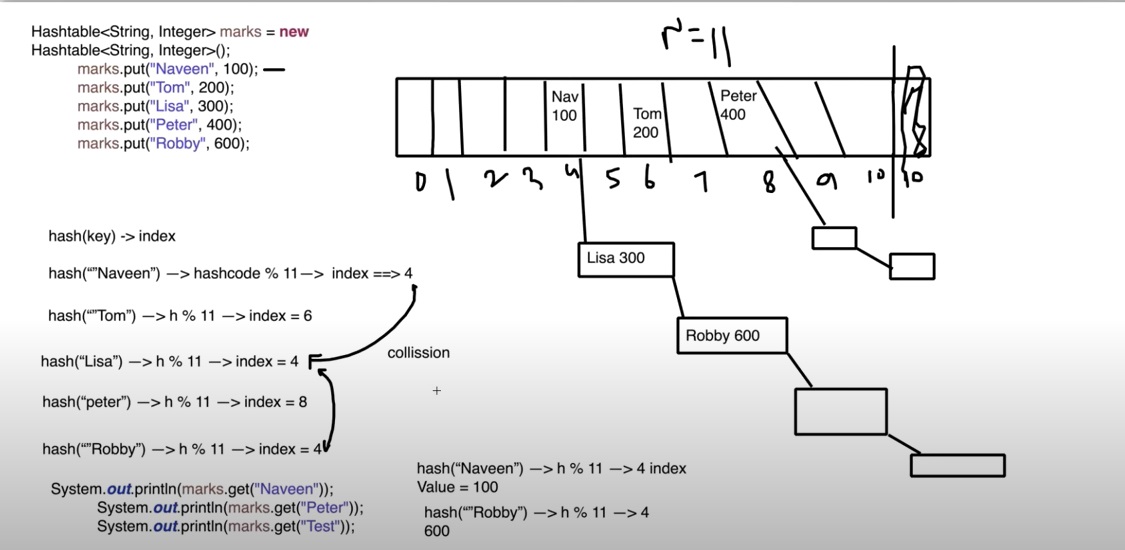 Hashtable<String, Integer> marks = new
Hashtable<String, Integer>();
marks.put("Naveen", 100);
marks.put("Tom", 200);
marks.put("Lisa", 300);
marks.put("Peter", 400);
marks.put("Robby", 600);
N=11
Nav
100
Tom
200
Peter
400
0 1 2 3 4 5 6 7 8 9 10 10
hash(key) -> index
hash(“”Naveen”) —> hashcode % 11—> index ==> 4
hash(“”Tom”) —>h % 11 —>index = 6
hash(“Lisa”) —>h % 11 —>index = 4
collission
hash(“peter”) —>h % 11 —>index = 8
hash(“”Robby”) —>h % 11 —>index = 4
Lisa 300
Robby 600
System.out.println(marks.get("Naveen"));
System.out.println(marks.get("Peter"));
System.out.println(marks.get("Test"));
hash(“Naveen”) —>h % 11 —>4 index
Value = 100
hash(“”Robby”) —>h % 11 —>4
600